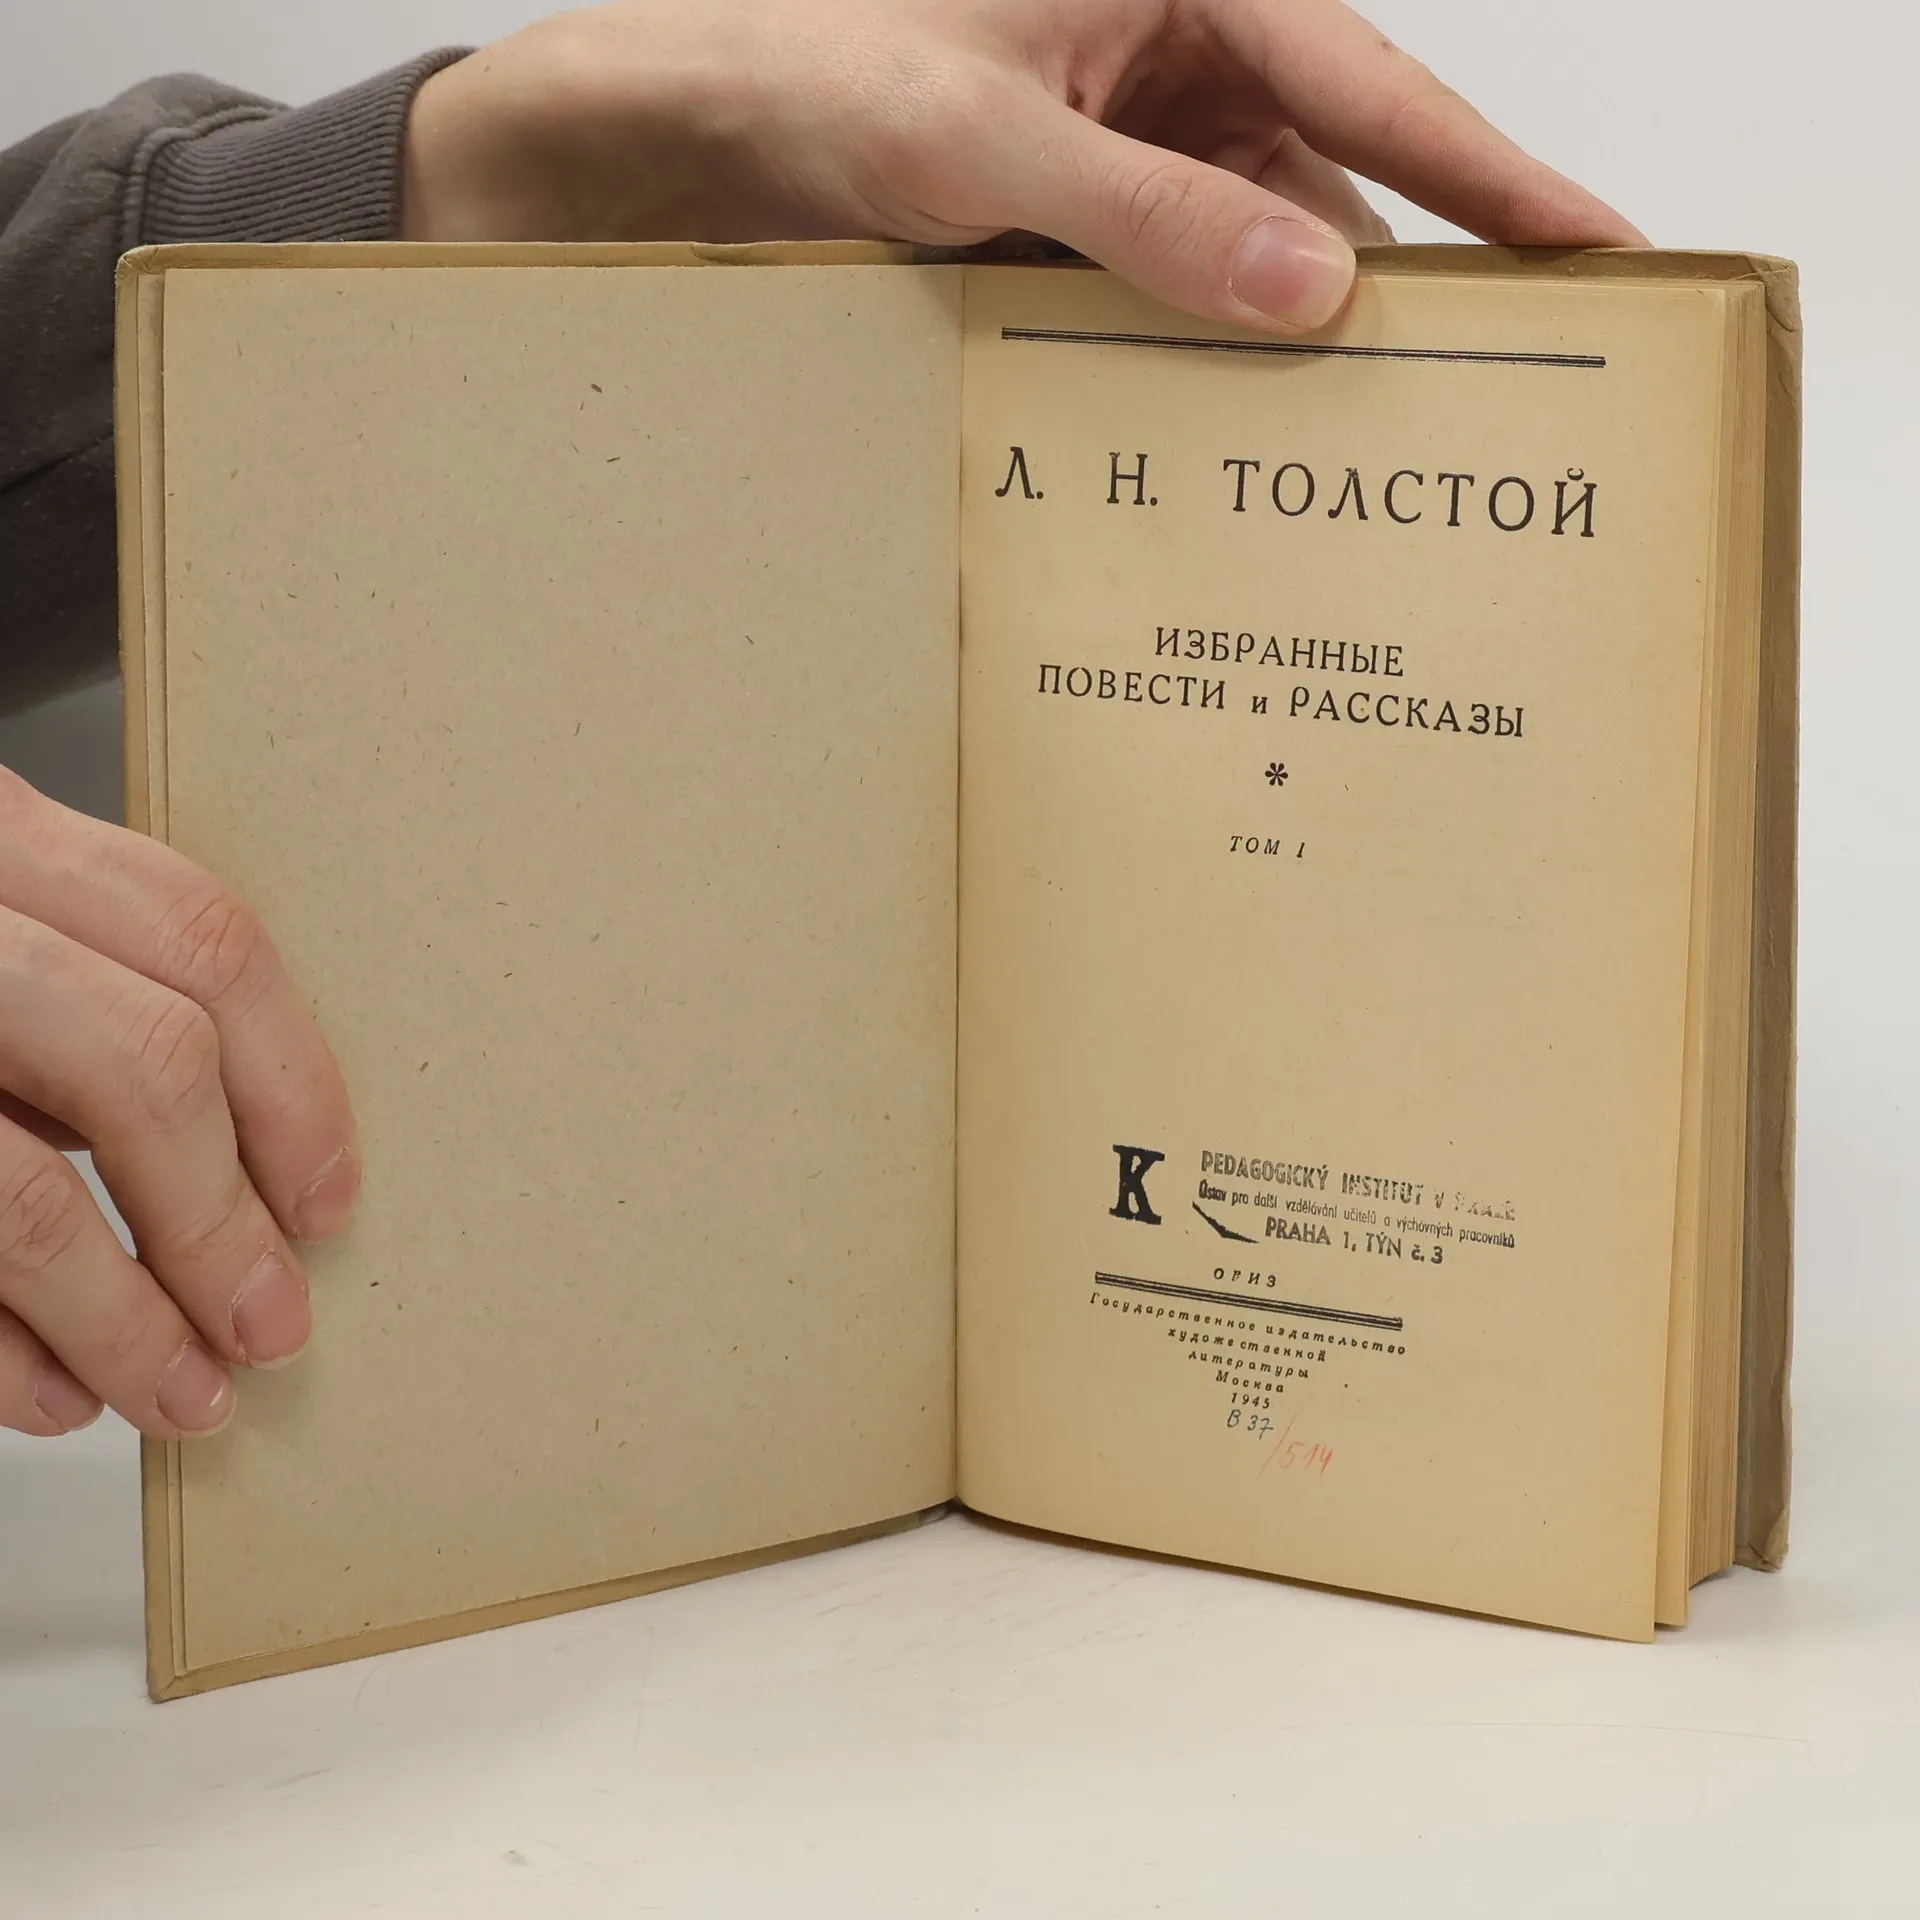 Л. Н. ТОЛСТОЙ
ИЗБРАННЫЕ
ПОВЕСТИ и РАССКАЗЫ
*
ТОМ I
K
PEDAGOGICKÝ INSTITUT V PRAZE
Ústav pro další vzdělávání učitelů a výchovných pracovníků
PRAHA 1, TÝN č. 3
ОГИЗ
Государственное издательство
художественной
литературы
Москва
1945
B 37
/514